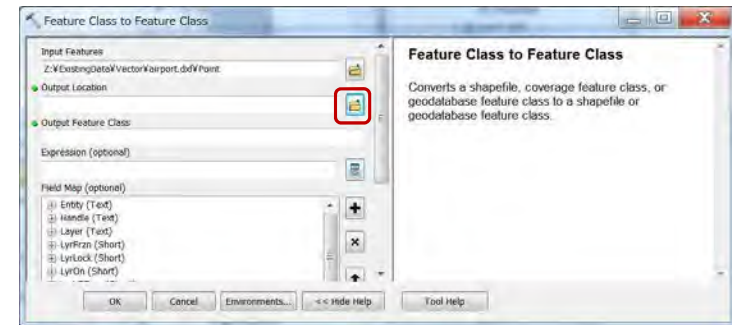 Feature Class to Feature Class
Input Features
Z:¥ExistingData¥Vector¥airport.dxf¥Point
Output Location
Output Feature Class
Expression (optional)
Field Map (optional)
Entity (Text)
Handle (Text)
Layer (Text)
LyrFrzn (Short)
LyrLock (Short)
LyrOn (Short)
OK
Cancel
Environments...
<< Hide Help
Tool Help
Feature Class to Feature Class
Converts a shapefile, coverage feature class, or
geodatabase feature class to a shapefile or
geodatabase feature class.